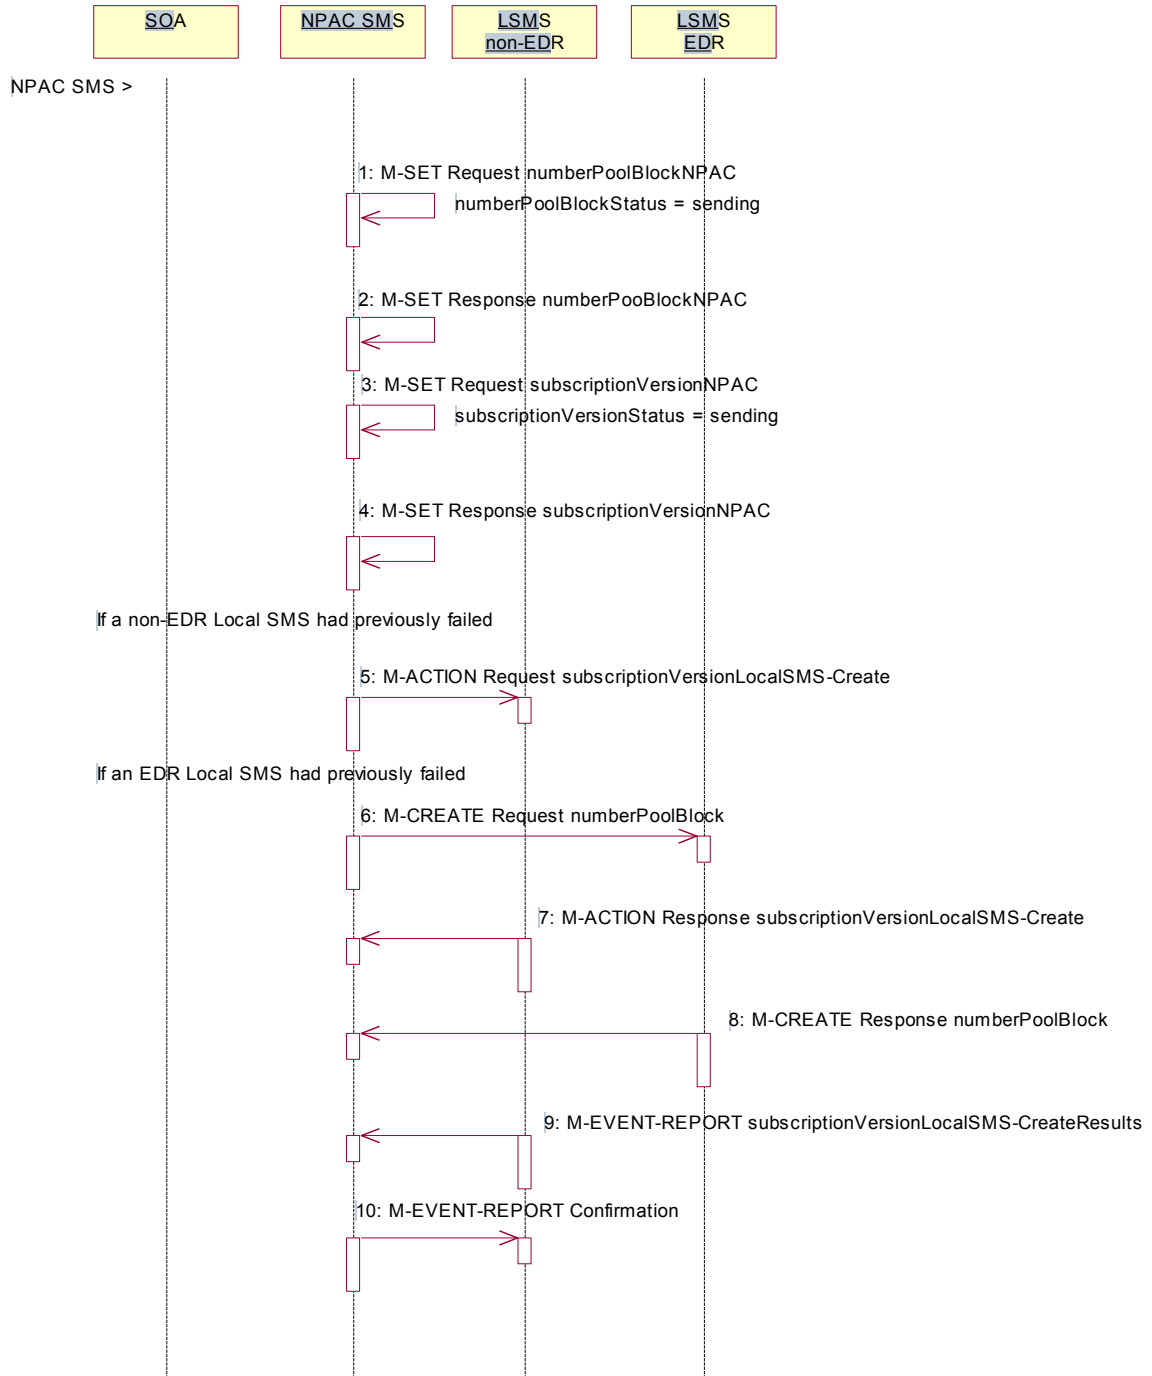 SOA
NPAC SMS
LSMS
non-EDR
LSMS
EDR
NPAC SMS >
1: M-SET Request numberPoolBlockNPAC
numberPoolBlockStatus = sending
2: M-SET Response numberPooBlockNPAC
3: M-SET Request subscriptionVersionNPAC
subscriptionVersionStatus = sending
4: M-SET Response subscriptionVersionNPAC
If a non-EDR Local SMS had previously failed
5: M-ACTION Request subscriptionVersionLocalSMS-Create
If an EDR Local SMS had previously failed
6: M-CREATE Request numberPoolBlock
7: M-ACTION Response subscriptionVersionLocalSMS-Create
8: M-CREATE Response numberPoolBlock
9: M-EVENT-REPORT subscriptionVersionLocalSMS-CreateResults
10: M-EVENT-REPORT Confirmation